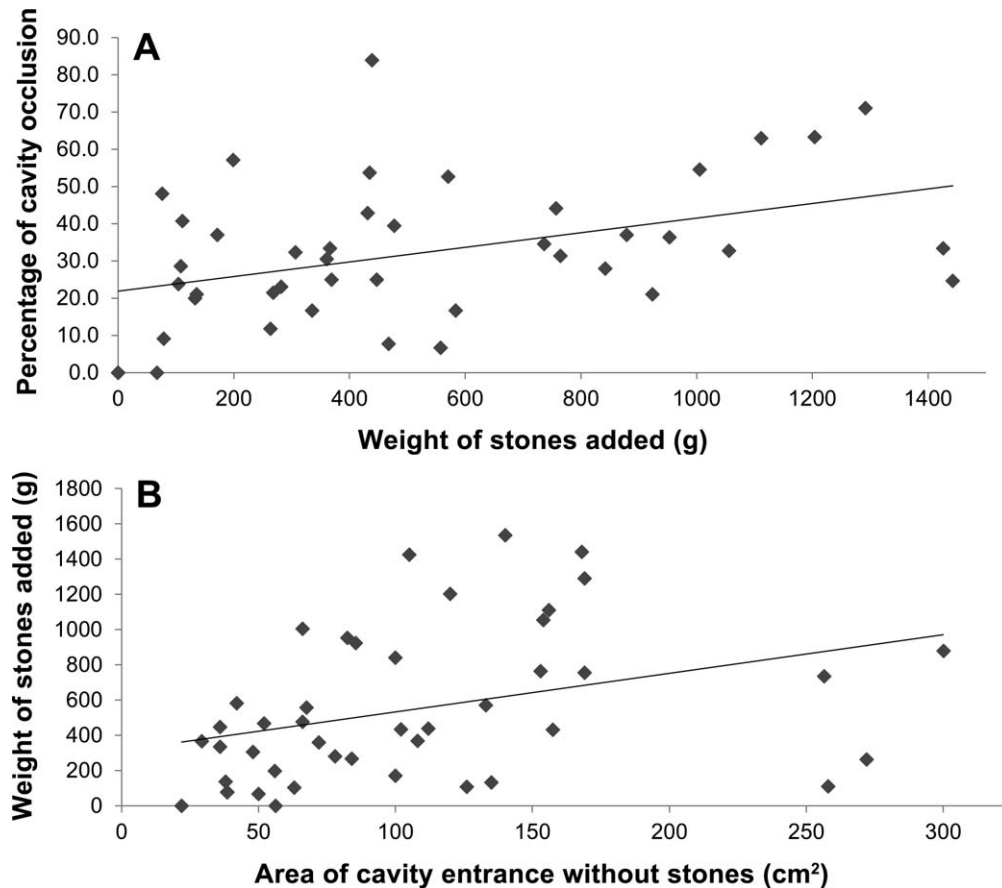 A
Percentage of cavity occlusion
90.0
80.0
70.0
60.0
50.0
40.0
30.0
20.0
10.0
0.0
0 200 400 600 800 1000 1200 1400
Weight of stones added (g)
B
Weight of stones added (g)
1800
1600
1400
1200
1000
800
600
400
200
0
0 50 100 150 200 250 300
Area of cavity entrance without stones (cm²)